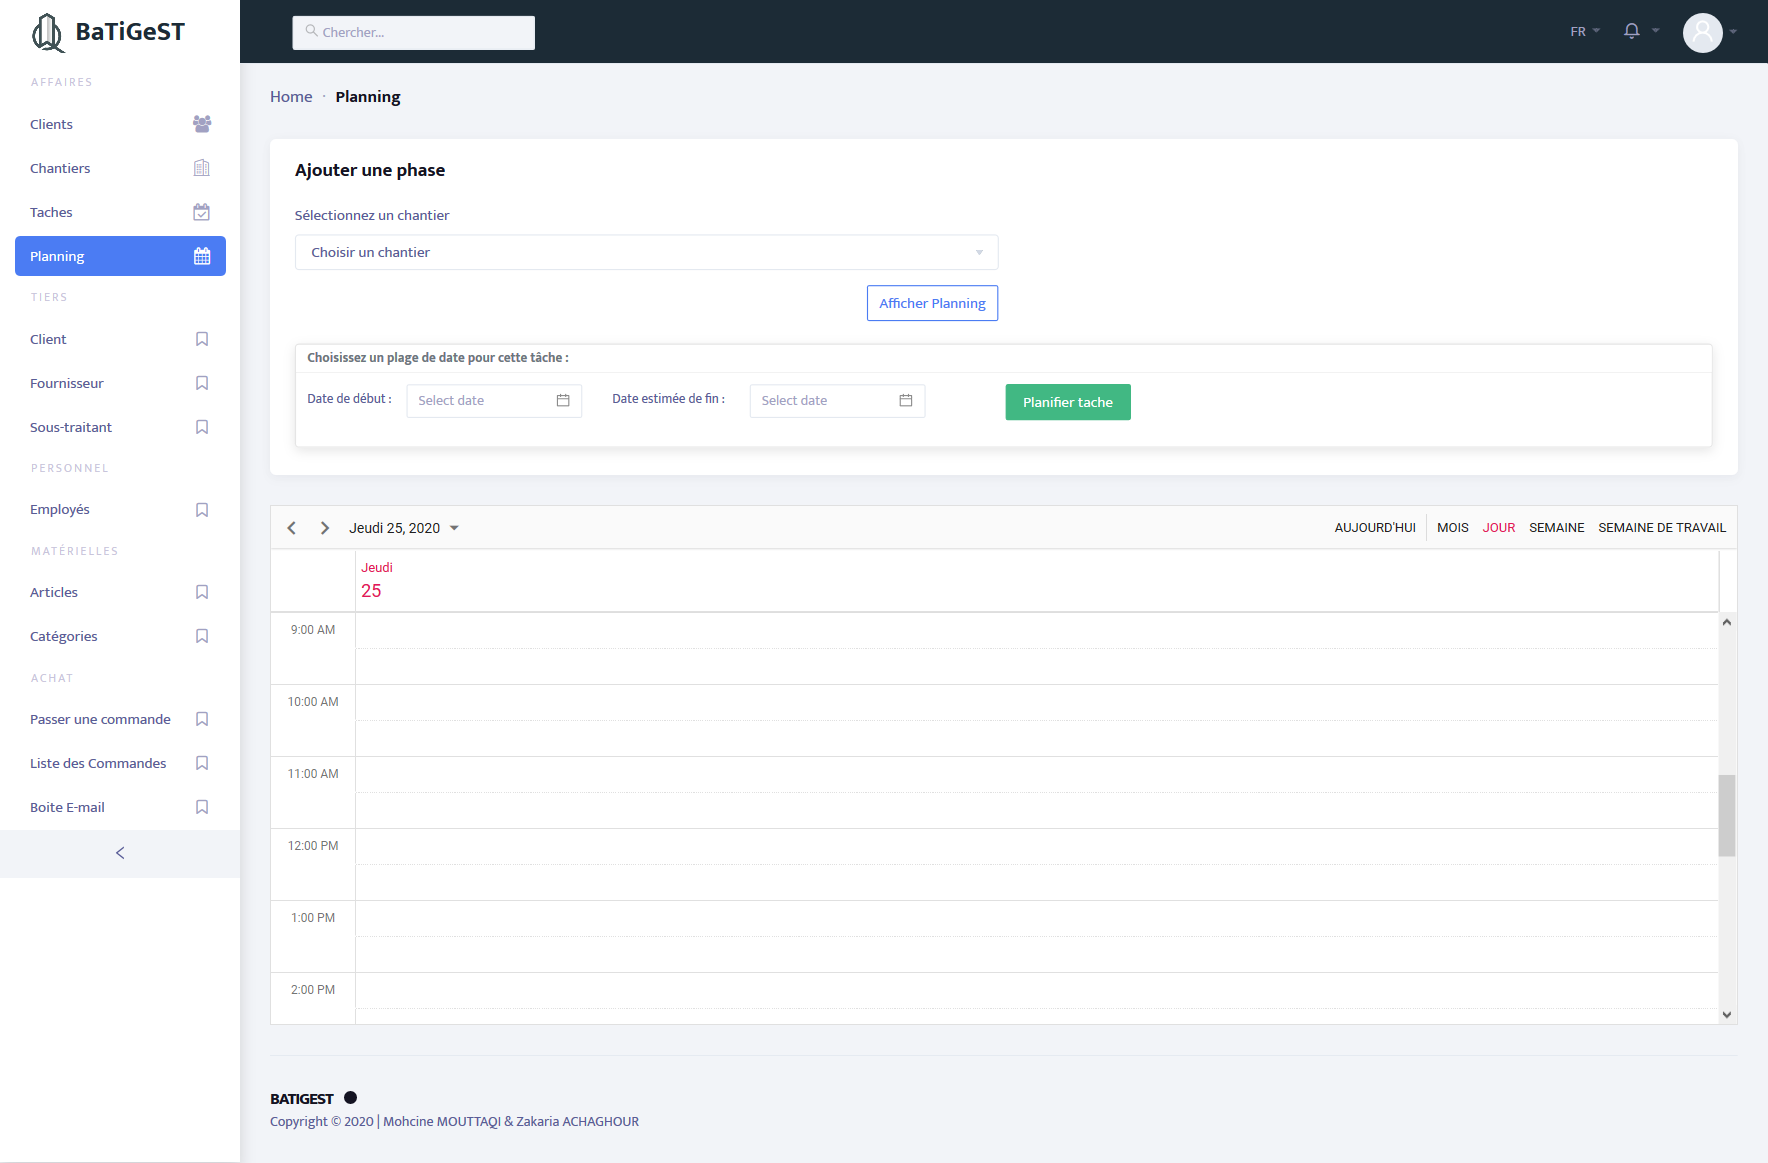 BaTiGeST
Chercher...
FR
AFFAIRES
Clients
Chantiers
Taches
Planning
TIERS
Client
Fournisseur
Sous-traitant
PERSONNEL
Employés
MATÉRIELLES
Articles
Catégories
ACHAT
Passer une commande
Liste des Commandes
Boite E-mail
Home · Planning
Ajouter une phase
Sélectionnez un chantier
Choisir un chantier
Afficher Planning
Choisissez un plage de date pour cette tâche :
Date de début : Select date Date estimée de fin : Select date Planifier tache
Jeudi 25, 2020 AUJOURD'HUI MOIS JOUR SEMAINE SEMAINE DE TRAVAIL
Jeudi
25
9:00 AM
10:00 AM
11:00 AM
12:00 PM
1:00 PM
2:00 PM
BATIGEST
Copyright © 2020 | Mohcine MOUTTAQI & Zakaria ACHAGHOUR